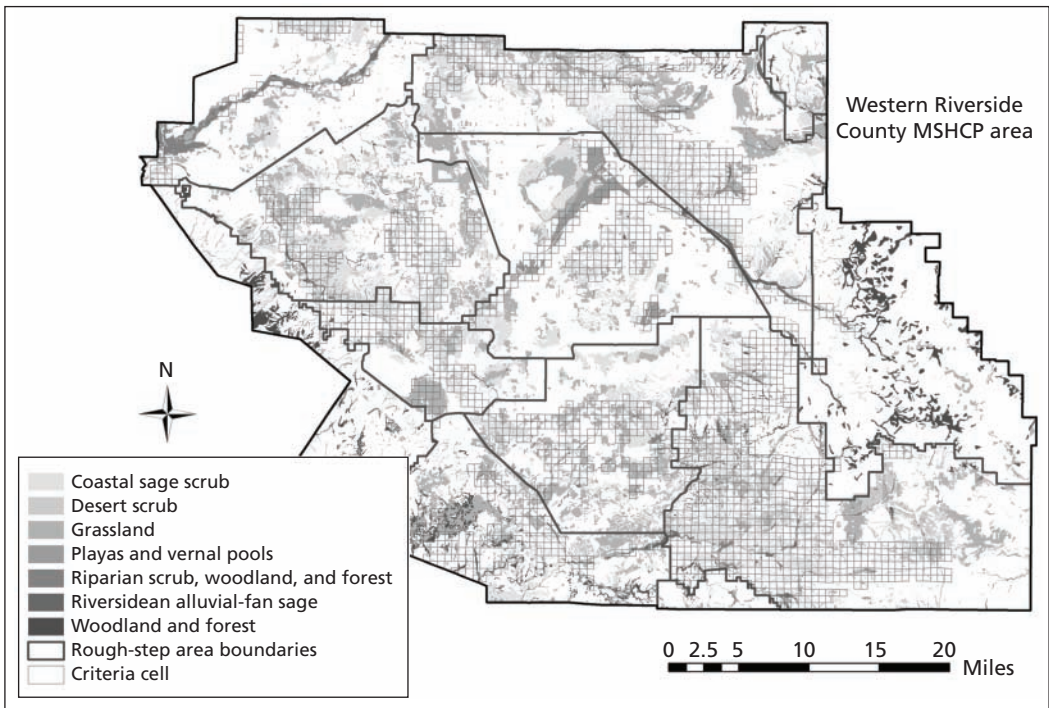 Western Riverside
County MSHCP area
N
Coastal sage scrub
Desert scrub
Grassland
Playas and vernal pools
Riparian scrub, woodland, and forest
Riversidean alluvial-fan sage
Woodland and forest
Rough-step area boundaries
Criteria cell
0 2.5 5 10 15 20
Miles